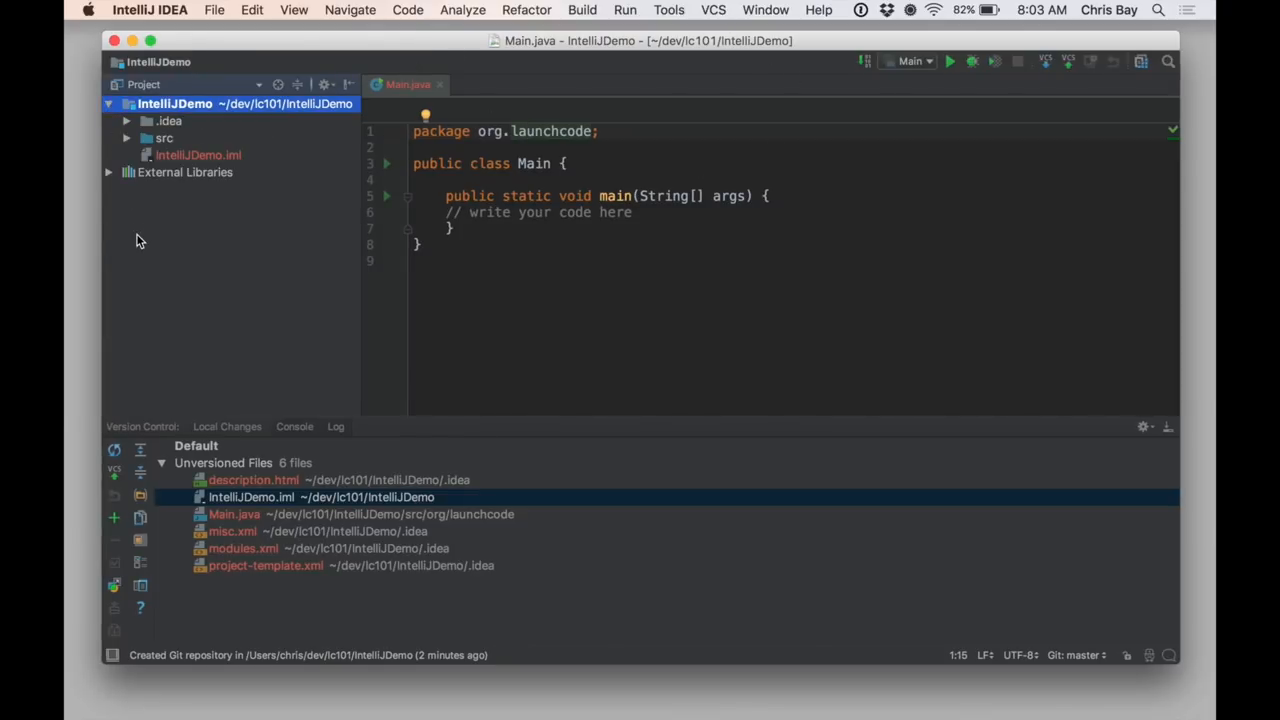 IntelliJ IDEA File Edit View Navigate Code Analyze Refactor Build Run Tools VCS Window Help 82% 8:03 AM Chris Bay
Main.java - IntelliJDemo - [~/dev/lc101/IntelliJDemo]
IntelliJDemo
Main
VCS VCS
Project
Main.java
IntelliJDemo ~/dev/lc101/IntelliJDemo
.idea
src
IntelliJDemo.iml
External Libraries
1 package org.launchcode;
2
3 public class Main {
4
5 public static void main(String[] args) {
6 // write your code here
7 }
8 }
9
Version Control: Local Changes Console Log
Default
Unversioned Files 6 files
VCS
description.html ~/dev/lc101/IntelliJDemo/.idea
IntelliJDemo.iml ~/dev/lc101/IntelliJDemo
Main.java ~/dev/lc101/IntelliJDemo/src/org/launchcode
misc.xml ~/dev/lc101/IntelliJDemo/.idea
modules.xml ~/dev/lc101/IntelliJDemo/.idea
project-template.xml ~/dev/lc101/IntelliJDemo/.idea
Created Git repository in /Users/chris/dev/lc101/IntelliJDemo (2 minutes ago)
1:15 LF UTF-8 Git: master